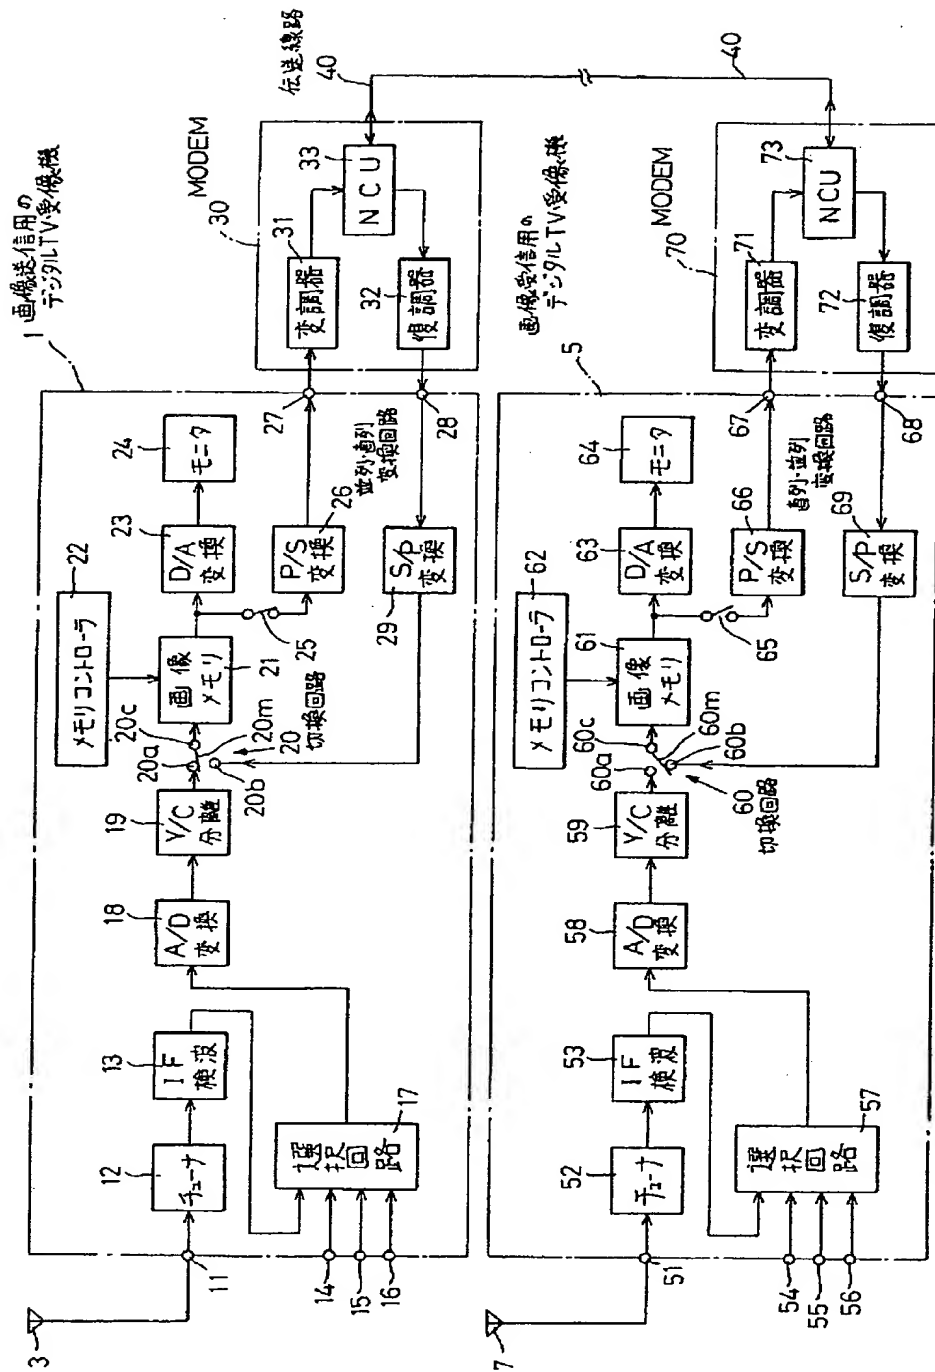 1 画像送信用の
デジタルTV受像機
3
11
12
チューナ
13
IF
検波
14
15
16
17
選択回路
18
A/D
変換
19
Y/C
分離
20a
20c
20m
20b
20
切換回路
22
メモリコントローラ
画像
メモリ
21
23
D/A
変換
24
モニタ
25
P/S
変換
26
並列・直列
変換回路
27
28
S/P
変換
29
MODEM
30
31
変調器
33
NCU
32
復調器
伝送線路
40
40
画像受信用の
デジタルTV受像機
5
7
51
52
チューナ
53
IF
検波
54
55
56
57
選択回路
58
A/D
変換
59
Y/C
分離
60a
60c
60m
60b
60
切換回路
62
メモリコントローラ
61
画像
メモリ
63
D/A
変換
64
モニタ
65
P/S
変換
66
直列・並列
変換回路
67
68
S/P
変換
69
MODEM
70
71
変調器
73
NCU
72
復調器